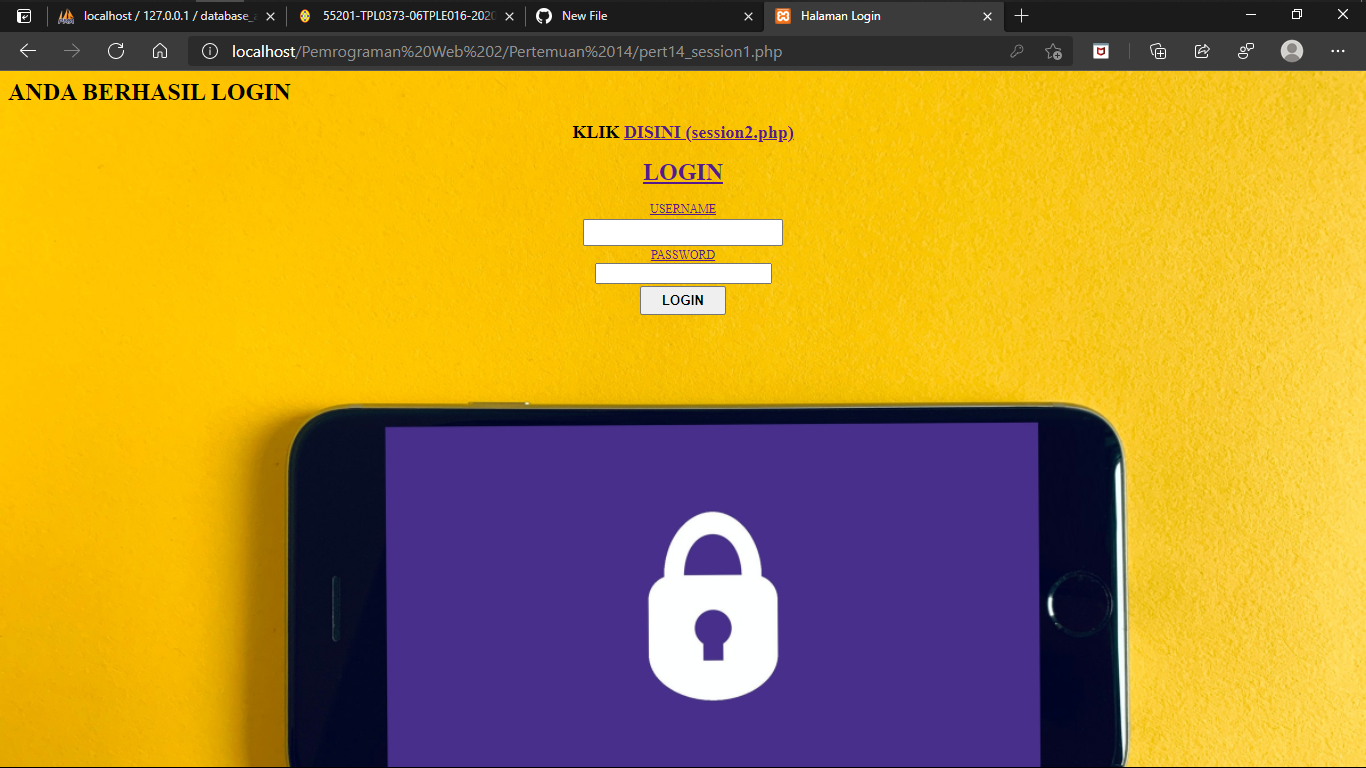 localhost / 127.0.0.1 / database_
55201-TPL0373-06TPLE016-2020
New File
Halaman Login
localhost/Pemrograman%20Web%202/Pertemuan%2014/pert14_session1.php
ANDA BERHASIL LOGIN
KLIK DISINI (session2.php)
LOGIN
USERNAME
PASSWORD
LOGIN